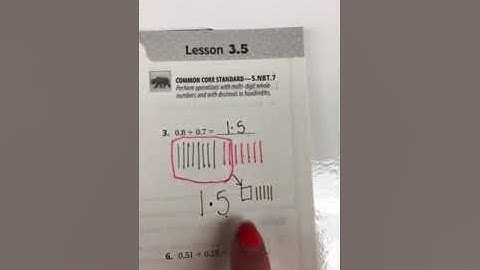 Lesson 3.5
COMMON CORE STANDARD—5.NBT.7
Perform operations with multi-digit whole
numbers and with decimals to hundredths.
3. 0.8 + 0.7 = 1.5
1.5
6. 0.51 + 0.28 =